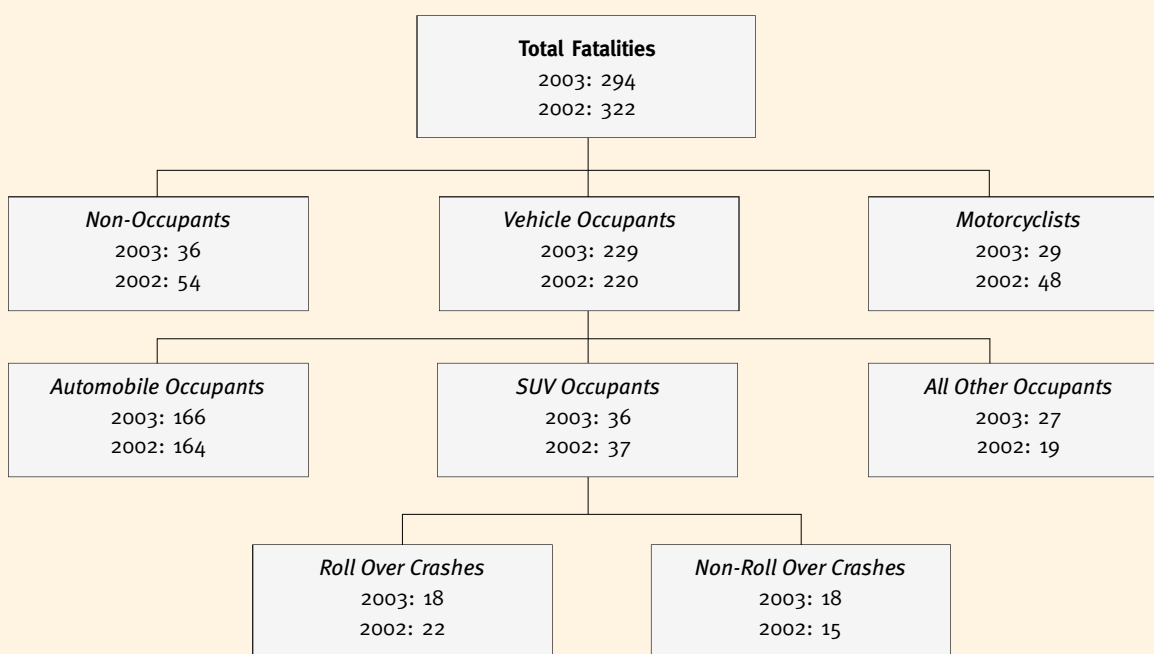 Total Fatalities
2003: 294
2002: 322
Non-Occupants
2003: 36
2002: 54
Vehicle Occupants
2003: 229
2002: 220
Motorcyclists
2003: 29
2002: 48
Automobile Occupants
2003: 166
2002: 164
SUV Occupants
2003: 36
2002: 37
All Other Occupants
2003: 27
2002: 19
Roll Over Crashes
2003: 18
2002: 22
Non-Roll Over Crashes
2003: 18
2002: 15